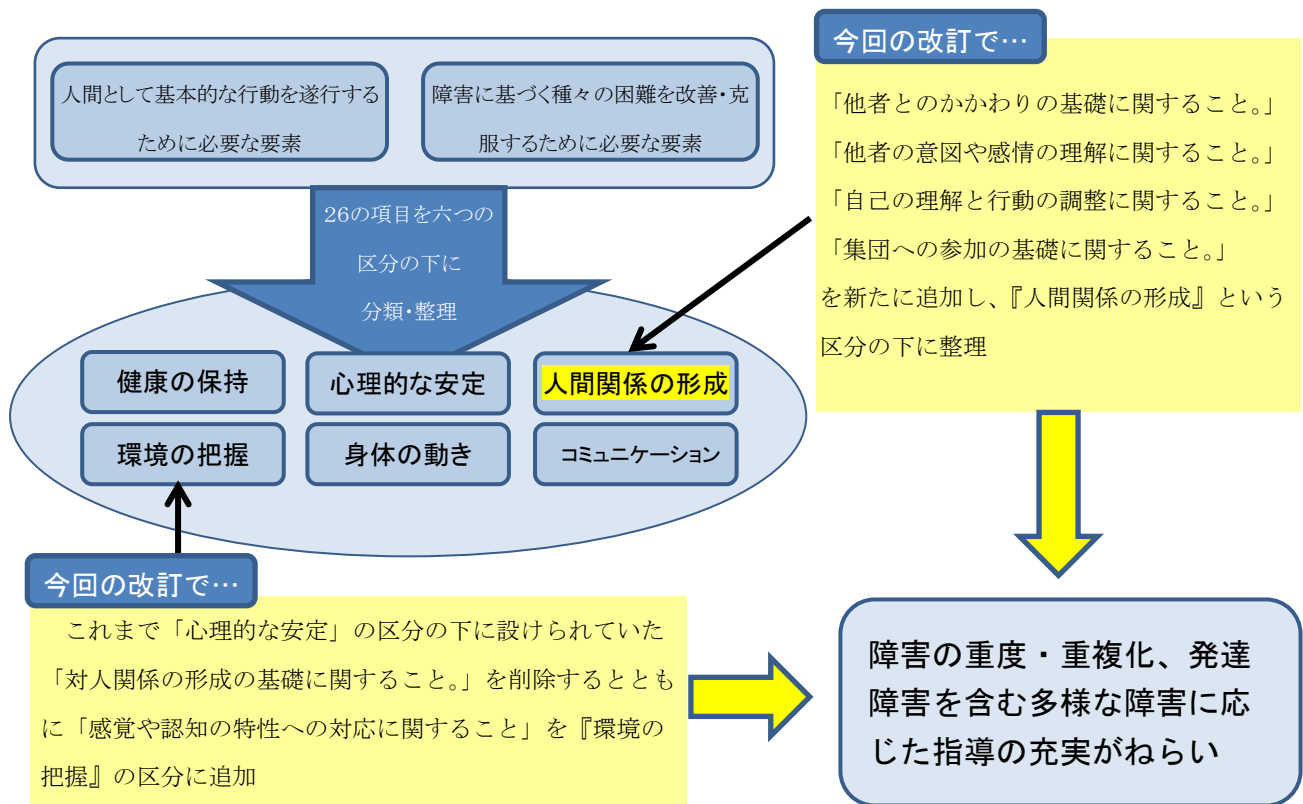 人間として基本的な行動を遂行する
ために必要な要素
障害に基づく種々の困難を改善・克
服するために必要な要素
26の項目を六つの
区分の下に
分類・整理
健康の保持
心理的な安定
人間関係の形成
環境の把握
身体の動き
コミュニケーション
今回の改訂で…
「他者とのかかわりの基礎に関すること。」
「他者の意図や感情の理解に関すること。」
「自己の理解と行動の調整に関すること。」
「集団への参加の基礎に関すること。」
を新たに追加し、『人間関係の形成』という
区分の下に整理
今回の改訂で…
これまで「心理的な安定」の区分の下に設けられていた
「対人関係の形成の基礎に関すること。」を削除するととも
に「感覚や認知の特性への対応に関すること」を『環境の
把握』の区分に追加
障害の重度・重複化、発達
障害を含む多様な障害に応
じた指導の充実がねらい